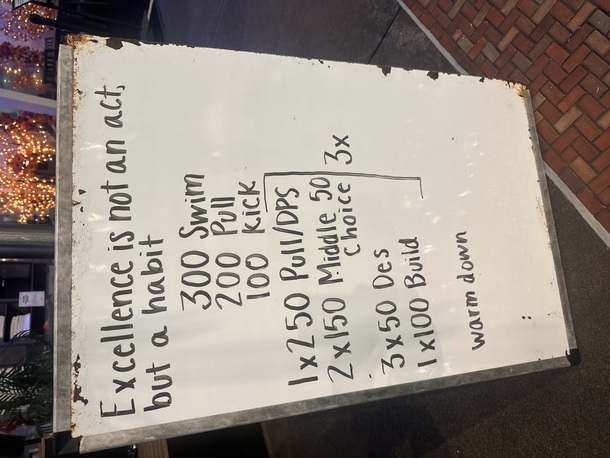 Excellence is not an act,
but a habit
300 Swim
200 Pull
100 kick
1x250 Pull/DPS
2x150 Middle 50
choice
3x
3x50 Des
1x100 Build
warm down